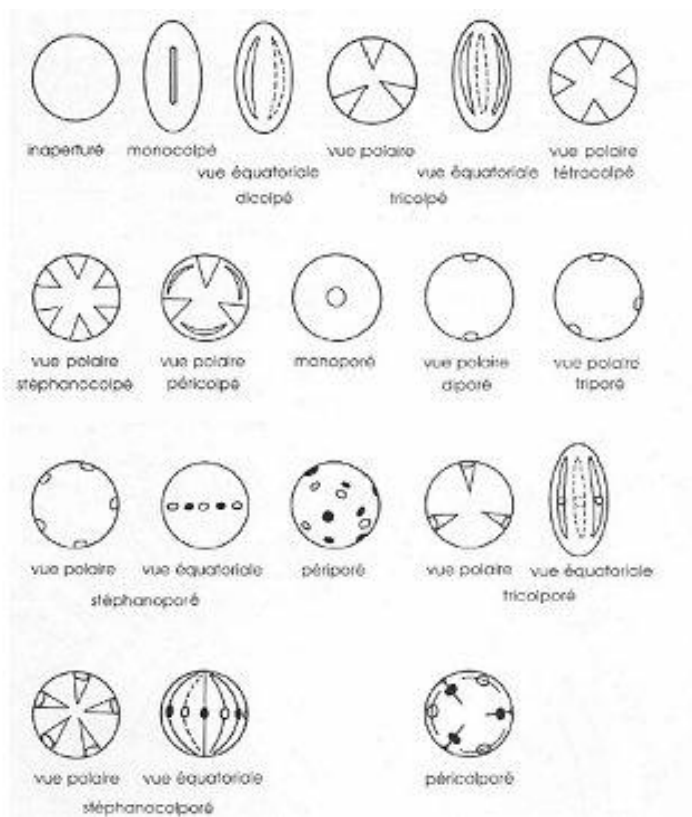 inaperturé
monocolpé
vue équatoriale
dicolpé
vue polaire
vue équatoriale
tricolpé
vue polaire
tétracolpé
vue polaire
stéphanocolpé
vue polaire
péricolpé
monoporé
vue polaire
diporé
vue polaire
triporé
vue polaire
vue équatoriale
stéphanoporé
périporé
vue polaire
vue équatoriale
tricolporé
vue polaire
vue équatoriale
stéphanocolporé
péricolporé